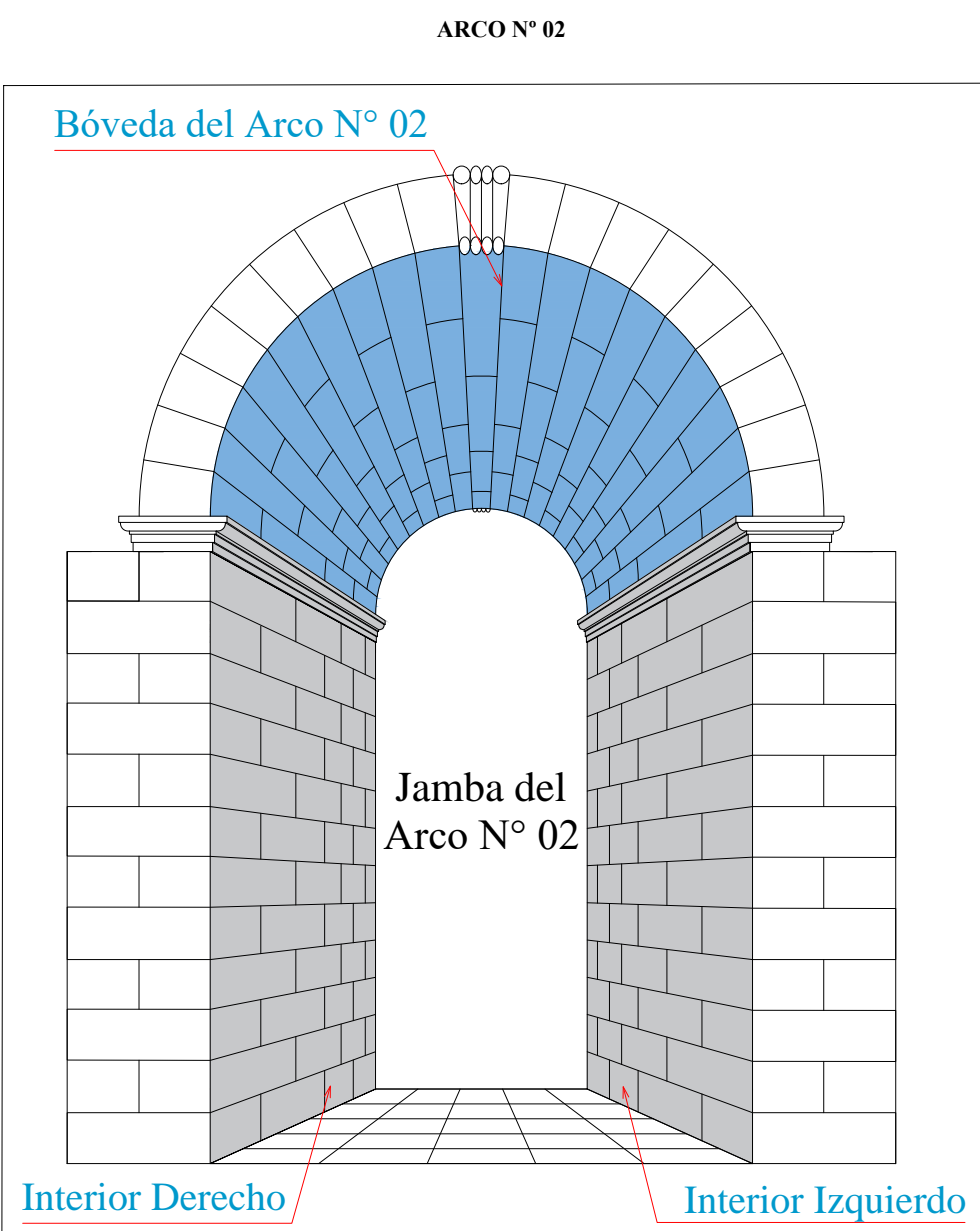 ARCO Nº 02
Bóveda del Arco N° 02
Jamba del
Arco N° 02
Interior Derecho
Interior Izquierdo